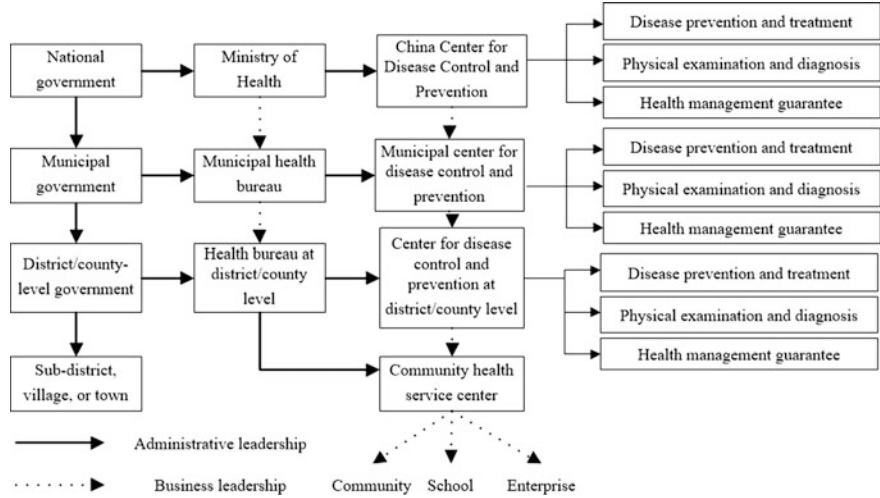 National
government
Ministry of
Health
China Center for
Disease Control and
Prevention
Disease prevention and treatment
Physical examination and diagnosis
Health management guarantee
Municipal
government
Municipal health
bureau
Municipal center for
disease control and
prevention
Disease prevention and treatment
Physical examination and diagnosis
Health management guarantee
District/county-
level government
Health bureau at
district/county
level
Center for disease
control and
prevention at
district/county level
Disease prevention and treatment
Physical examination and diagnosis
Health management guarantee
Sub-district,
village, or town
Community health
service center
Administrative leadership
Business leadership
Community
School
Enterprise